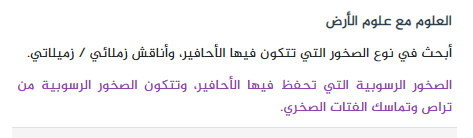 العلوم مع علوم الأرض
أبحث في نوع الصخور التي تتكون فيها الأحافير، وأناقش زملائي / زميلاتي.
الصخور الرسوبية التي تحفظ فيها الأحافير، وتتكون الصخور الرسوبية من
تراص وتماسك الفتات الصخري.